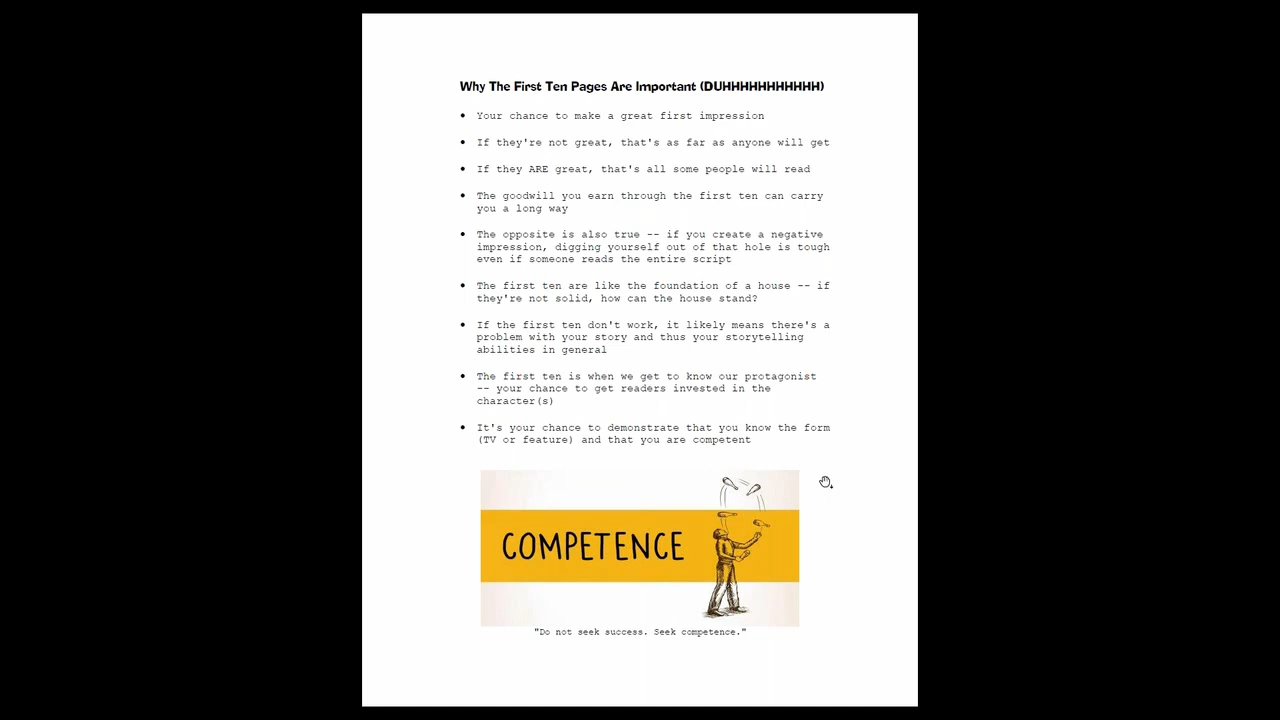 Why The First Ten Pages Are Important (DUHHHHHHHHHHH)
• Your chance to make a great first impression
• If they're not great, that's as far as anyone will get
• If they ARE great, that's all some people will read
• The goodwill you earn through the first ten can carry
you a long way
• The opposite is also true -- if you create a negative
impression, digging yourself out of that hole is tough
even if someone reads the entire script
• The first ten are like the foundation of a house -- if
they're not solid, how can the house stand?
• If the first ten don't work, it likely means there's a
problem with your story and thus your storytelling
abilities in general
• The first ten is when we get to know our protagonist
-- your chance to get readers invested in the
character(s)
• It's your chance to demonstrate that you know the form
(TV or feature) and that you are competent
COMPETENCE
"Do not seek success. Seek competence."